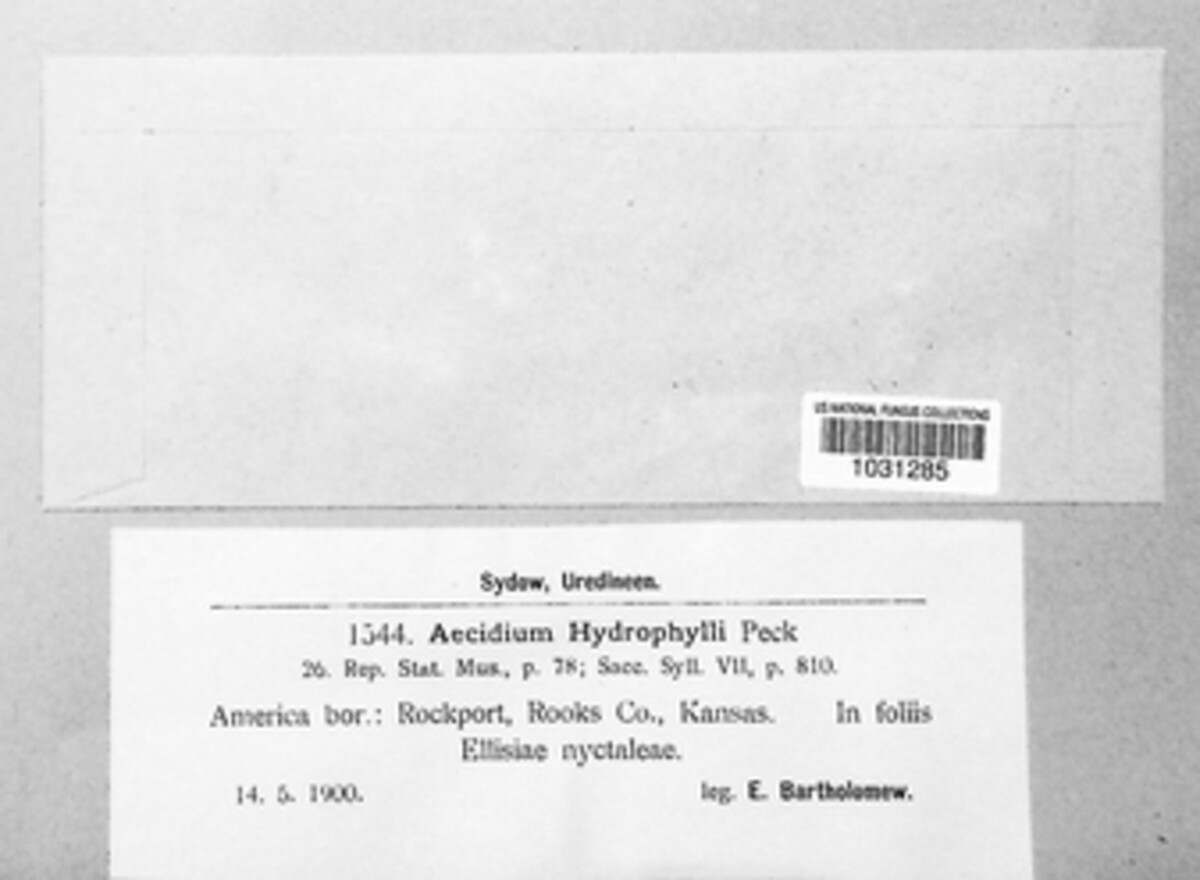 US NATIONAL FUNGUS COLLECTIONS
1031285
Sydow, Uredineen.
1544. Aecidium Hydrophylli Peck
26. Rep. Stat. Mus., p. 78; Sacc. Syll. VII, p. 810.
America bor.: Rockport, Rooks Co., Kansas. In foliis
Ellisiae nyctaleae.
14. 5. 1900. leg. E. Bartholomew.